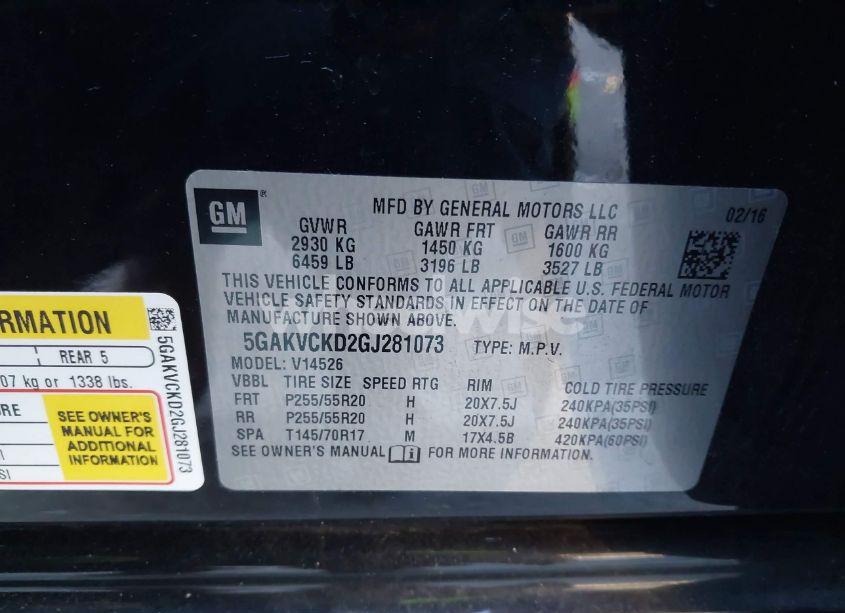 GM ®
MFD BY GENERAL MOTORS LLC
02/16
GVWR GAWR FRT GAWR RR
2930 KG 1450 KG 1600 KG
6459 LB 3196 LB 3527 LB
THIS VEHICLE CONFORMS TO ALL APPLICABLE U.S. FEDERAL MOTOR
VEHICLE SAFETY STANDARDS IN EFFECT ON THE DATE OF
MANUFACTURE SHOWN ABOVE.
5GAKVCKD2GJ281073 TYPE: M.P.V.
MODEL: V14526
VBBL TIRE SIZE SPEED RTG RIM COLD TIRE PRESSURE
FRT P255/55R20 H 20X7.5J 240KPA(35PSI)
RR P255/55R20 H 20X7.5J 240KPA(35PSI)
SPA T145/70R17 M 17X4.5B 420KPA(60PSI)
SEE OWNER'S MANUAL i FOR MORE INFORMATION.
RMATION
REAR 5
07 kg or 1338 lbs.
SEE OWNER'S
MANUAL FOR
ADDITIONAL
INFORMATION
5GAKVCKD2GJ281073